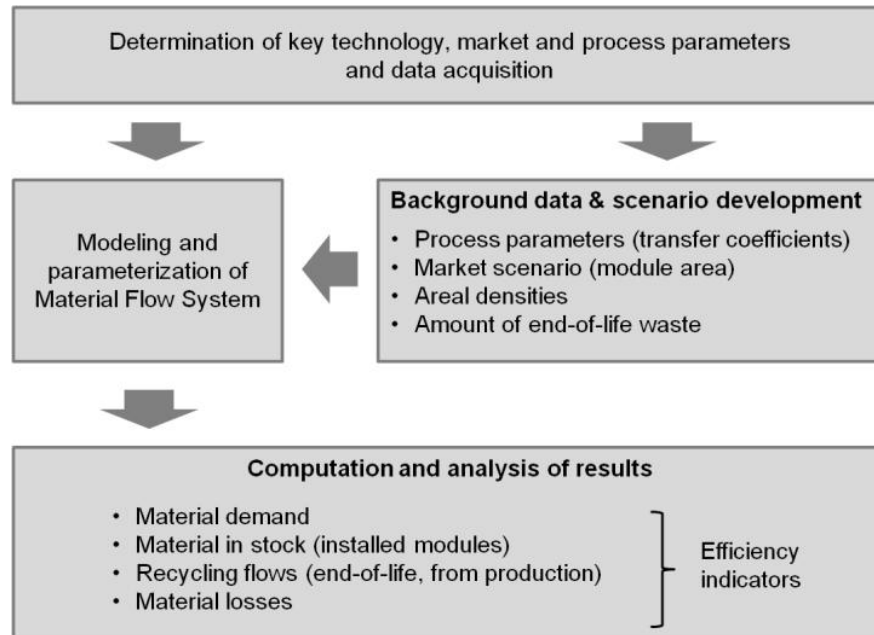 Determination of key technology, market and process parameters
and data acquisition
Modeling and
parameterization of
Material Flow System
Background data & scenario development
• Process parameters (transfer coefficients)
• Market scenario (module area)
• Areal densities
• Amount of end-of-life waste
Computation and analysis of results
• Material demand
• Material in stock (installed modules)
• Recycling flows (end-of-life, from production)
• Material losses
Efficiency
indicators